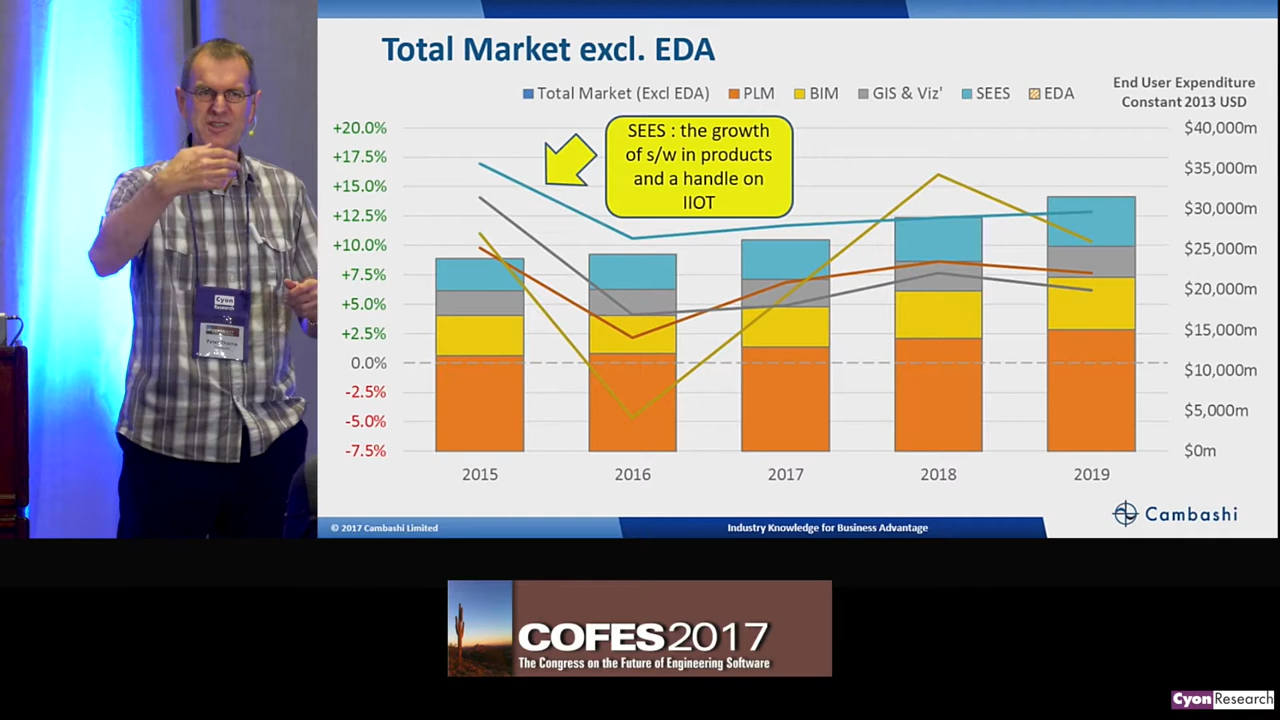 Total Market excl. EDA
Total Market (Excl EDA) PLM BIM GIS & Viz' SEES EDA
End User Expenditure
Constant 2013 USD
SEES : the growth
of s/w in products
and a handle on
IIOT
+20.0%
+17.5%
+15.0%
+12.5%
+10.0%
+7.5%
+5.0%
+2.5%
0.0%
-2.5%
-5.0%
-7.5%
$40,000m
$35,000m
$30,000m
$25,000m
$20,000m
$15,000m
$10,000m
$5,000m
$0m
2015 2016 2017 2018 2019
Cambashi
© 2017 Cambashi Limited
Industry Knowledge for Business Advantage
Cyon
Research
COFES2017
The Congress on the Future of Engineering Software
CyonResearch